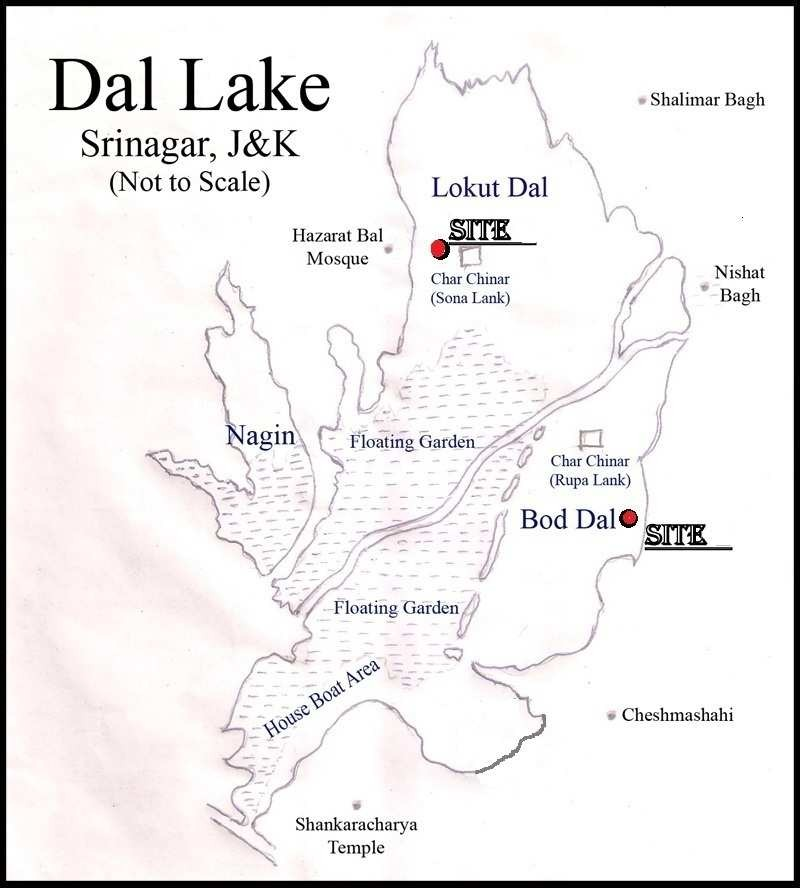 Dal Lake
Srinagar, J&K
(Not to Scale)
Shalimar Bagh
Lokut Dal
SITE
Hazarat Bal
Mosque
Char Chinar
(Sona Lank)
Nishat
Bagh
Nagin
Floating Garden
Char Chinar
(Rupa Lank)
Bod Dal
SITE
Floating Garden
House Boat Area
Cheshmashahi
Shankaracharya
Temple